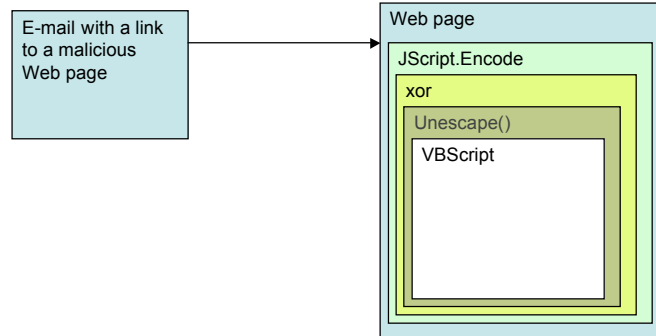 E-mail with a link
to a malicious
Web page
Web page
JScript.Encode
xor
Unescape()
VBScript